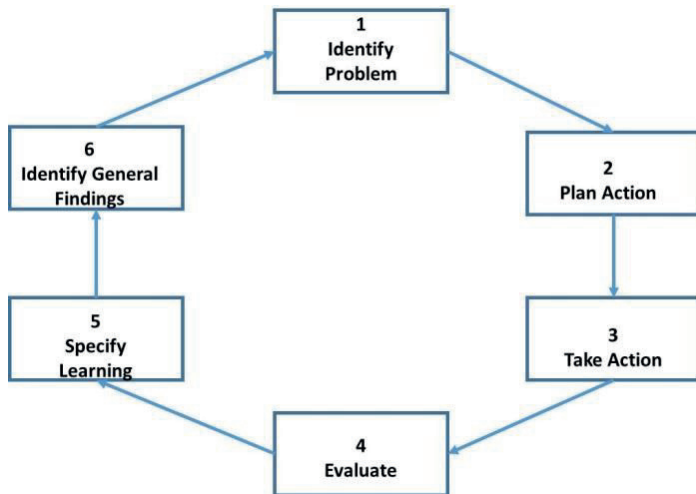 1
Identify
Problem
2
Plan Action
3
Take Action
4
Evaluate
5
Specify
Learning
6
Identify General
Findings